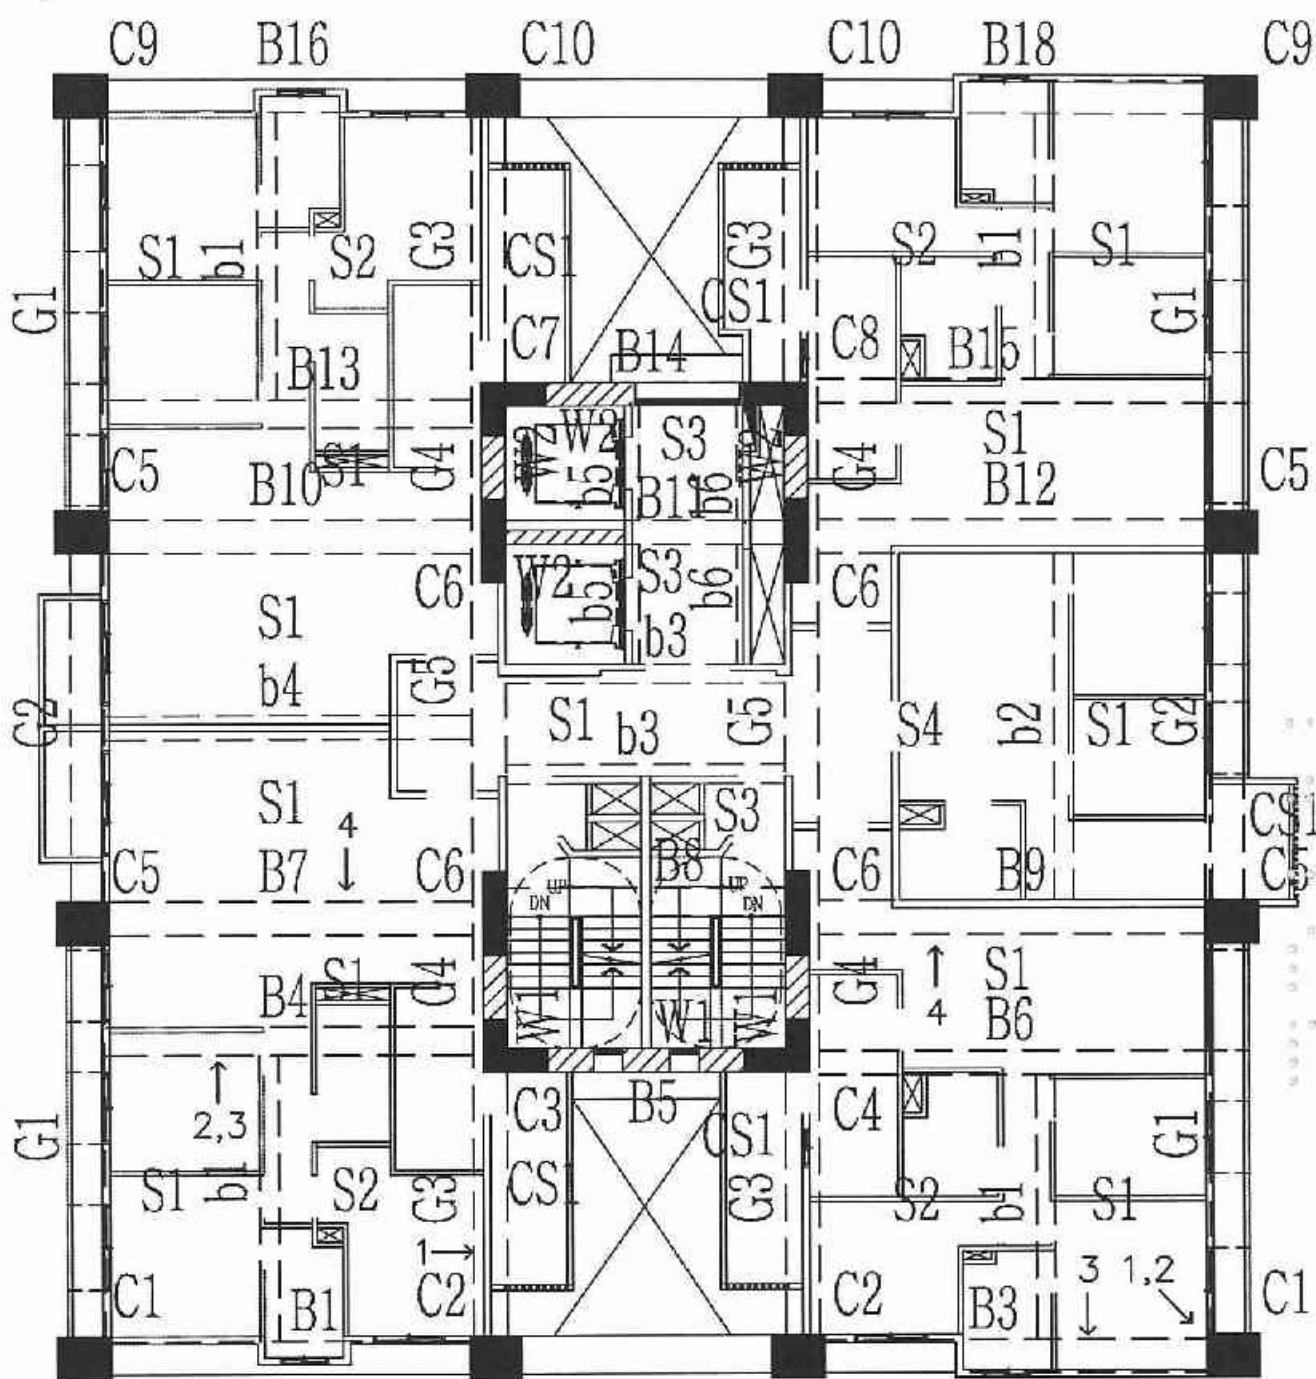 C9 B16 C10 C10 B18 C9
S1 b1 S2 G3 CS1 G3 S2 b1 S1
CS1
G1 G1
C7 B14 C8 B15
B13
W2 S3
W2 W2
C5 B10 S1 G4 b5 B11 b6 G4 S1 C5
B12
C6 W2 b5 S3 b6 C6
S1 b3
b4 G5
G2 S1 b3 G5 S4 b2 S1 G2
S1 S3 CS1
4
C5 B7 C6 B8 C6 B9
UP UP
DN DN
S1 G4 G4 S1
B4 W1 W1 W1 4 B6
2,3
G1 C3 B5 CS1 C4 G1
S1 b1 S2 G3 CS1 G3 S2 b1 S1
1 3 1,2
C1 B1 C2 C2 B3 C1